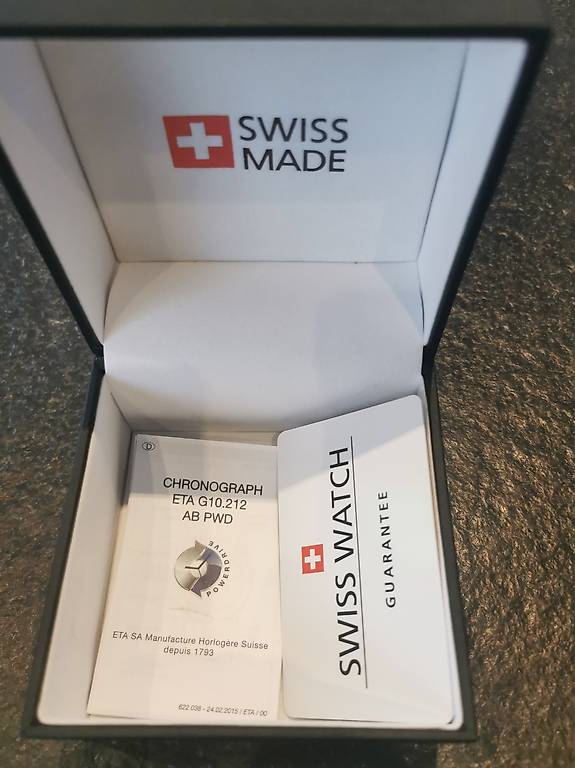 SWISS
MADE
D
CHRONOGRAPH
ETA G10.212
AB PWD
POWERDRIVE
ETA SA Manufacture Horlogère Suisse
depuis 1793
622.038 - 24.02.2015 / ETA / 00
SWISS WATCH
GUARANTEE